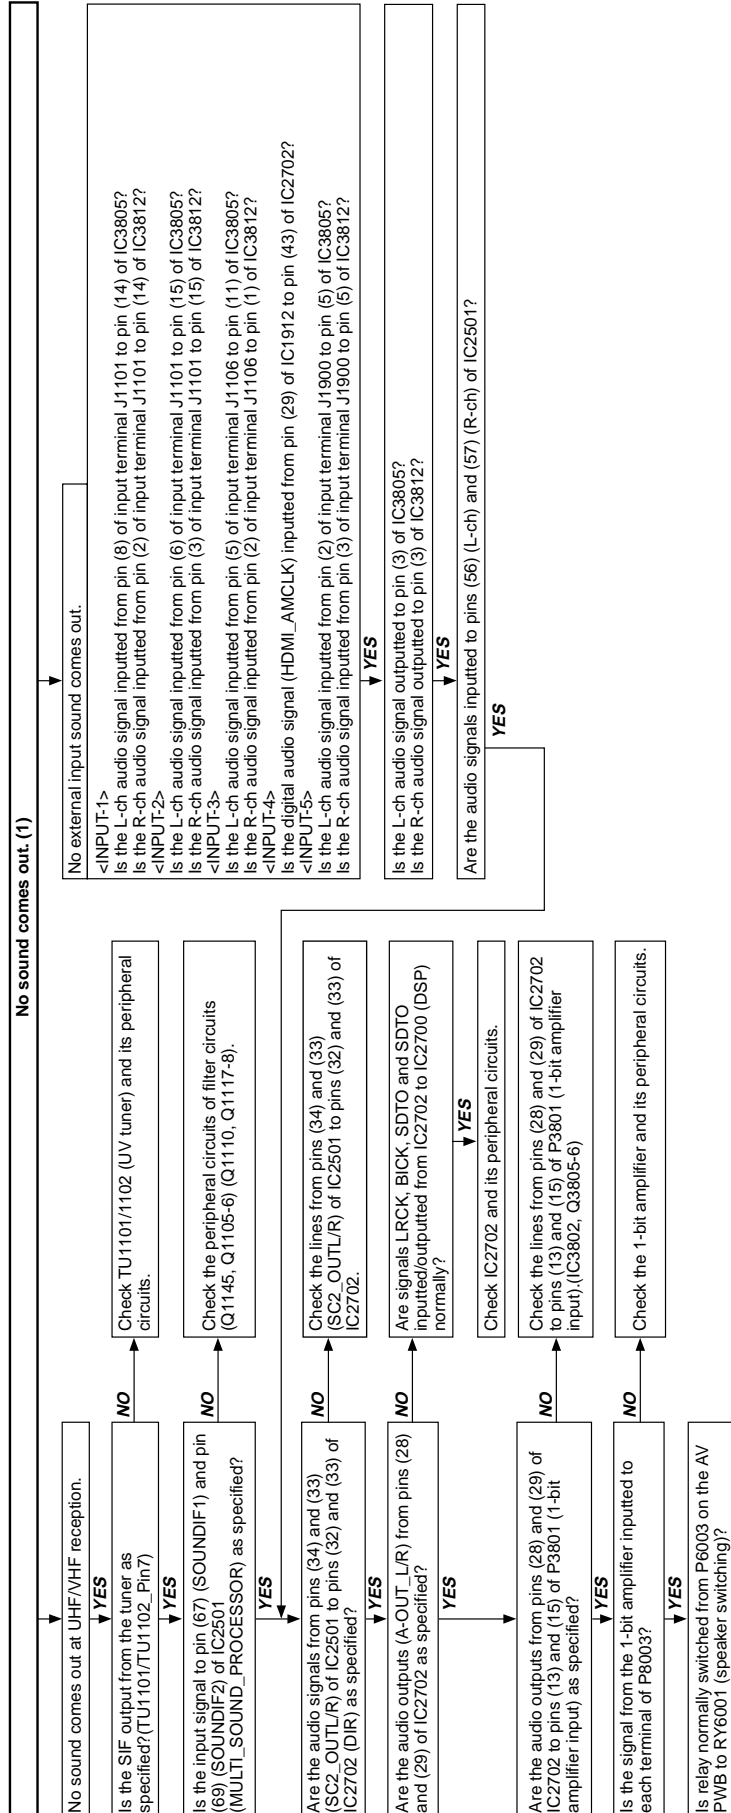 No sound comes out. (1)
No sound comes out at UHF/VHF reception.
YES
Is the SIF output from the tuner as
specified?(TU1101/TU1102_Pin7)
NO
Check TU1101/1102 (UV tuner) and its peripheral
circuits.
YES
Is the input signal to pin (67) (SOUNDIF1) and pin
(69) (SOUNDIF2) of IC2501
(MULTI_SOUND_PROCESSOR) as specified?
NO
Check the peripheral circuits of filter circuits
(Q1145, Q1105-6) (Q1110, Q1117-8).
YES
Are the audio signals from pins (34) and (33)
(SC2_OUTL/R) of IC2501 to pins (32) and (33) of
IC2702 (DIR) as specified?
NO
Check the lines from pins (34) and (33)
(SC2_OUTL/R) of IC2501 to pins (32) and (33) of
IC2702.
YES
Are the audio outputs (A-OUT_L/R) from pins (28)
and (29) of IC2702 as specified?
NO
Are signals LRCK, BICK, SDTO and SDTO
inputted/outputted from IC2702 to IC2700 (DSP)
normally?
YES
Check IC2702 and its peripheral circuits.
YES
Are the audio outputs from pins (28) and (29) of
IC2702 to pins (13) and (15) of P3801 (1-bit
amplifier input) as specified?
NO
Check the lines from pins (28) and (29) of IC2702
to pins (13) and (15) of P3801 (1-bit amplifier
input),(IC3802, Q3805-6)
YES
Is the signal from the 1-bit amplifier inputted to
each terminal of P8003?
NO
Check the 1-bit amplifier and its peripheral circuits.
YES
Is relay normally switched from P6003 on the AV
PWB to RY6001 (speaker switching)?
No external input sound comes out.
<INPUT-1>
Is the L-ch audio signal inputted from pin (8) of input terminal J1101 to pin (14) of IC3805?
Is the R-ch audio signal inputted from pin (2) of input terminal J1101 to pin (14) of IC3812?
<INPUT-2>
Is the L-ch audio signal inputted from pin (6) of input terminal J1101 to pin (15) of IC3805?
Is the R-ch audio signal inputted from pin (3) of input terminal J1101 to pin (15) of IC3812?
<INPUT-3>
Is the L-ch audio signal inputted from pin (5) of input terminal J1106 to pin (11) of IC3805?
Is the R-ch audio signal inputted from pin (2) of input terminal J1106 to pin (1) of IC3812?
<INPUT-4>
Is the digital audio signal (HDMI_AMCLK) inputted from pin (29) of IC1912 to pin (43) of IC2702?
<INPUT-5>
Is the L-ch audio signal inputted from pin (2) of input terminal J1900 to pin (5) of IC3805?
Is the R-ch audio signal inputted from pin (3) of input terminal J1900 to pin (5) of IC3812?
YES
Is the L-ch audio signal outputted to pin (3) of IC3805?
Is the R-ch audio signal outputted to pin (3) of IC3812?
YES
Are the audio signals inputted to pins (56) (L-ch) and (57) (R-ch) of IC2501?
YES